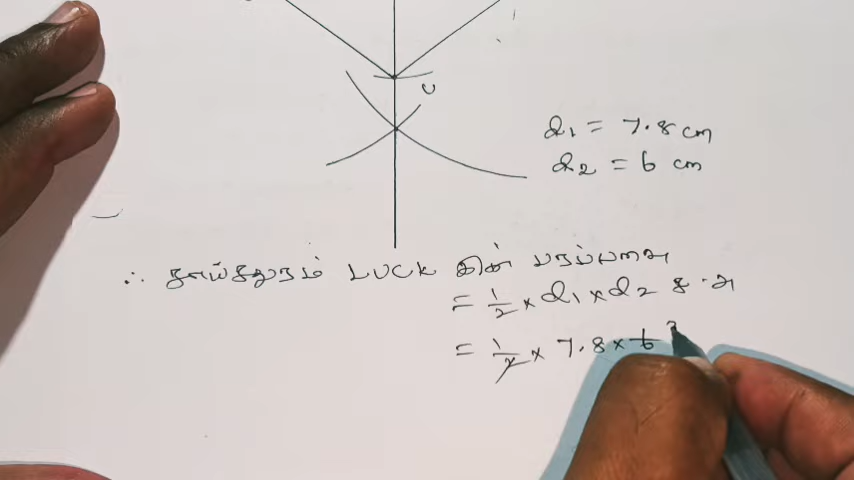 U
d1 = 7.8 cm
d2 = 6 cm
∴ சாய்சதுரம் LUCK இன் பரப்பளவு
= 1/2 × d1 × d2 ச.அ
= 1/2 × 7.8 × 6 3